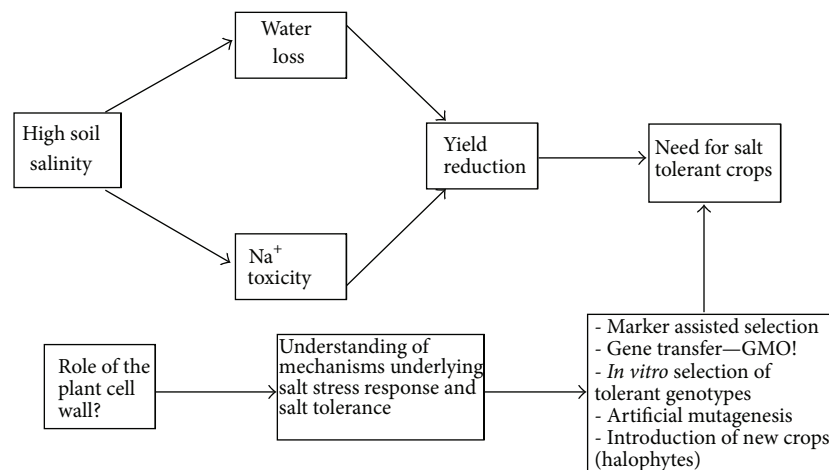 Water
loss
High soil
salinity
Yield
reduction
Need for salt
tolerant crops
Na⁺
toxicity
Role of the
plant cell
wall?
Understanding of
mechanisms underlying
salt stress response and
salt tolerance
- Marker assisted selection
- Gene transfer—GMO!
- In vitro selection of
tolerant genotypes
- Artificial mutagenesis
- Introduction of new crops
(halophytes)